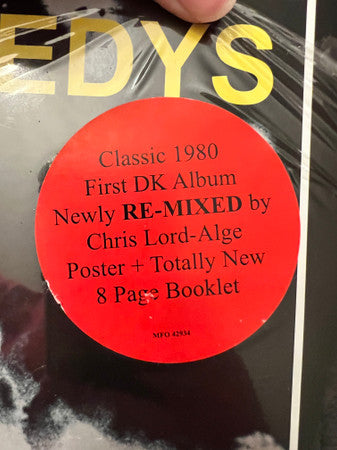 EDYS
Classic 1980
First DK Album
Newly RE-MIXED by
Chris Lord-Alge
Poster + Totally New
8 Page Booklet
MFO 42934